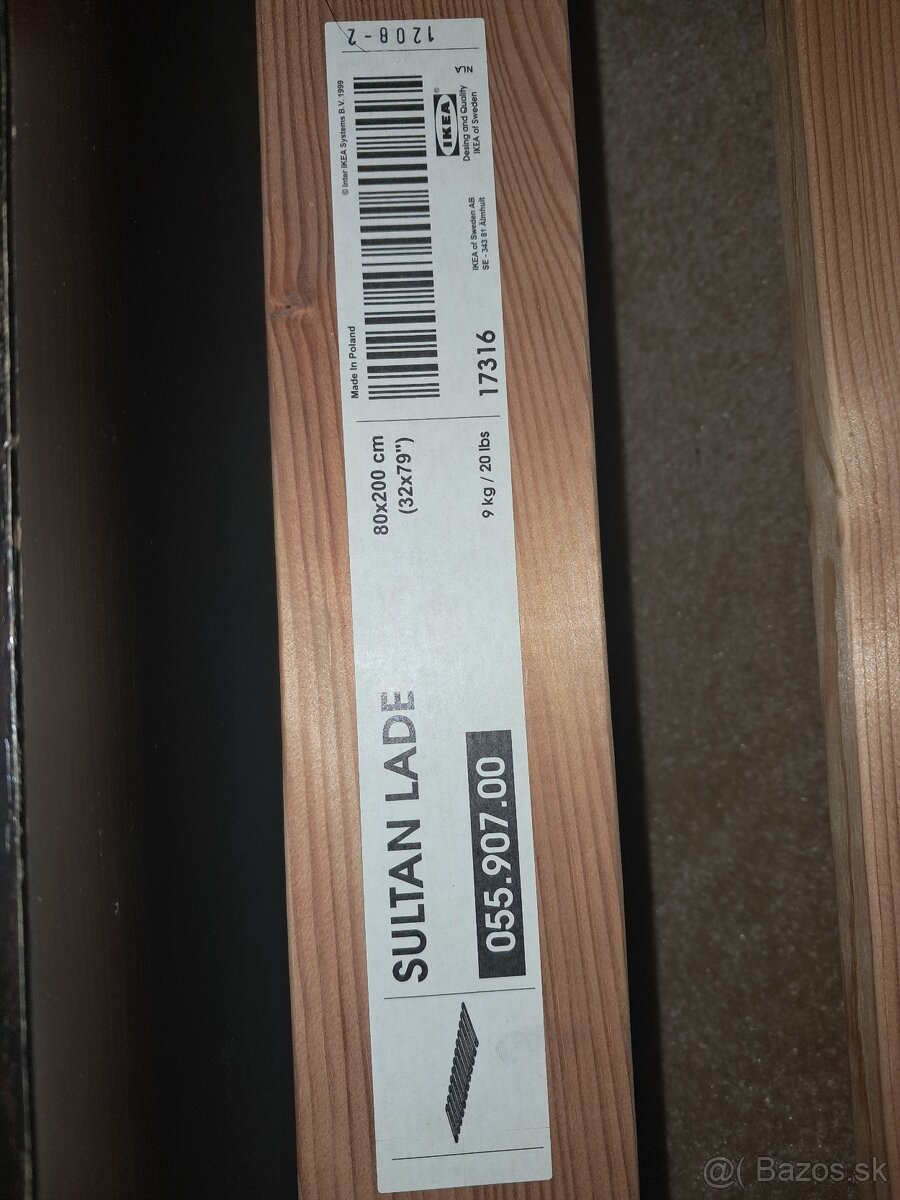 SULTAN LADE
055.907.00
80x200 cm
(32x79")
9 kg / 20 lbs
Made in Poland
© Inter IKEA Systems B.V. 1999
17316
IKEA of Sweden AB
SE - 343 81 Älmhult
IKEA®
Desing and Quality
IKEA of Sweden
NLA
1208-2
@( Bazos.sk